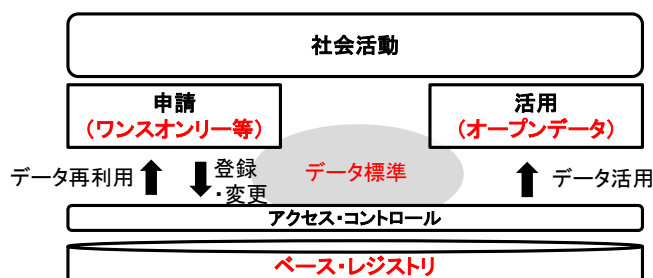 社会活動
申請
（ワンスオンリー等）
活用
（オープンデータ）
データ再利用
登録
・変更
データ標準
データ活用
アクセス・コントロール
ベース・レジストリ